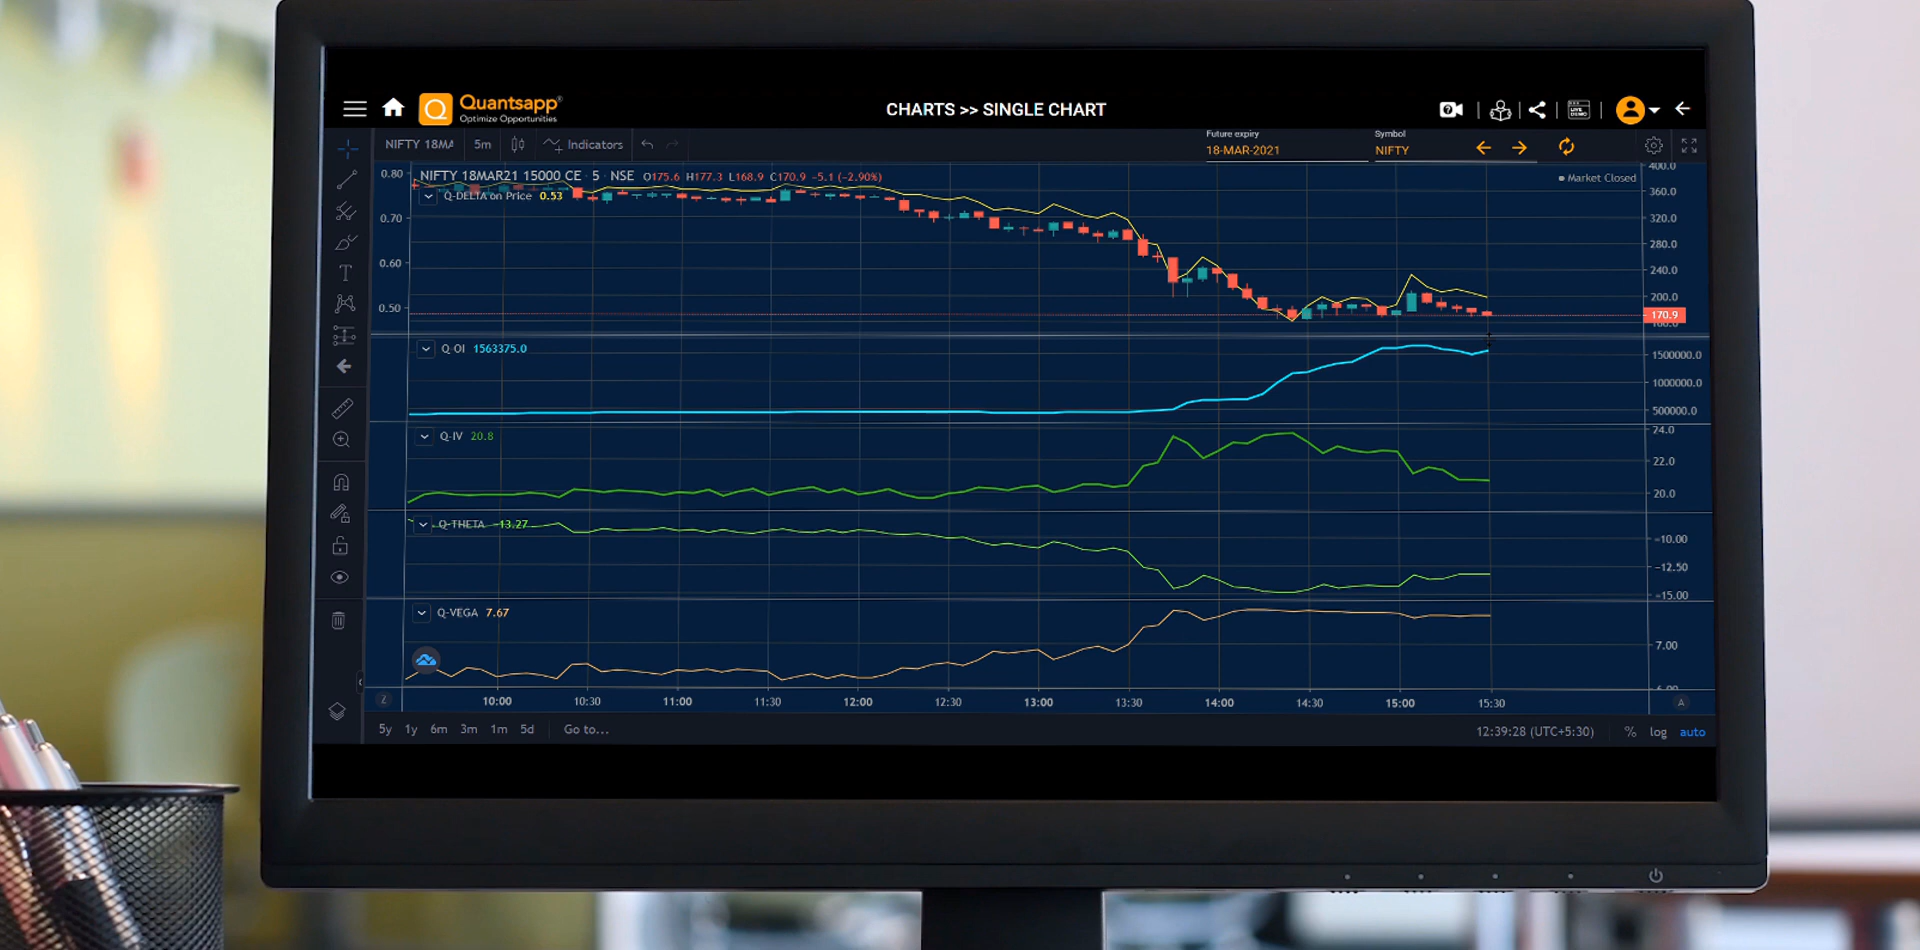 Quantsapp®
Optimize Opportunities
CHARTS >> SINGLE CHART
LIVE
DEMO
NIFTY 18MA
5m
Indicators
Future expiry
18-MAR-2021
Symbol
NIFTY
NIFTY 18MAR21 15000 CE · 5 · NSE O175.6 H177.3 L168.9 C170.9 -5.1 (-2.90%)
Market Closed
Q-DELTA on Price 0.53
0.80
0.70
0.60
0.50
400.0
360.0
320.0
280.0
240.0
200.0
170.9
160.0
Q OI 1563375.0
1500000.0
1000000.0
500000.0
Q-IV 20.8
24.0
22.0
20.0
Q-THETA -13.27
-10.00
-12.50
-15.00
Q-VEGA 7.67
7.00
6.00
Z
10:00 10:30 11:00 11:30 12:00 12:30 13:00 13:30 14:00 14:30 15:00 15:30
A
5y 1y 6m 3m 1m 5d Go to...
12:39:28 (UTC+5:30) % log auto